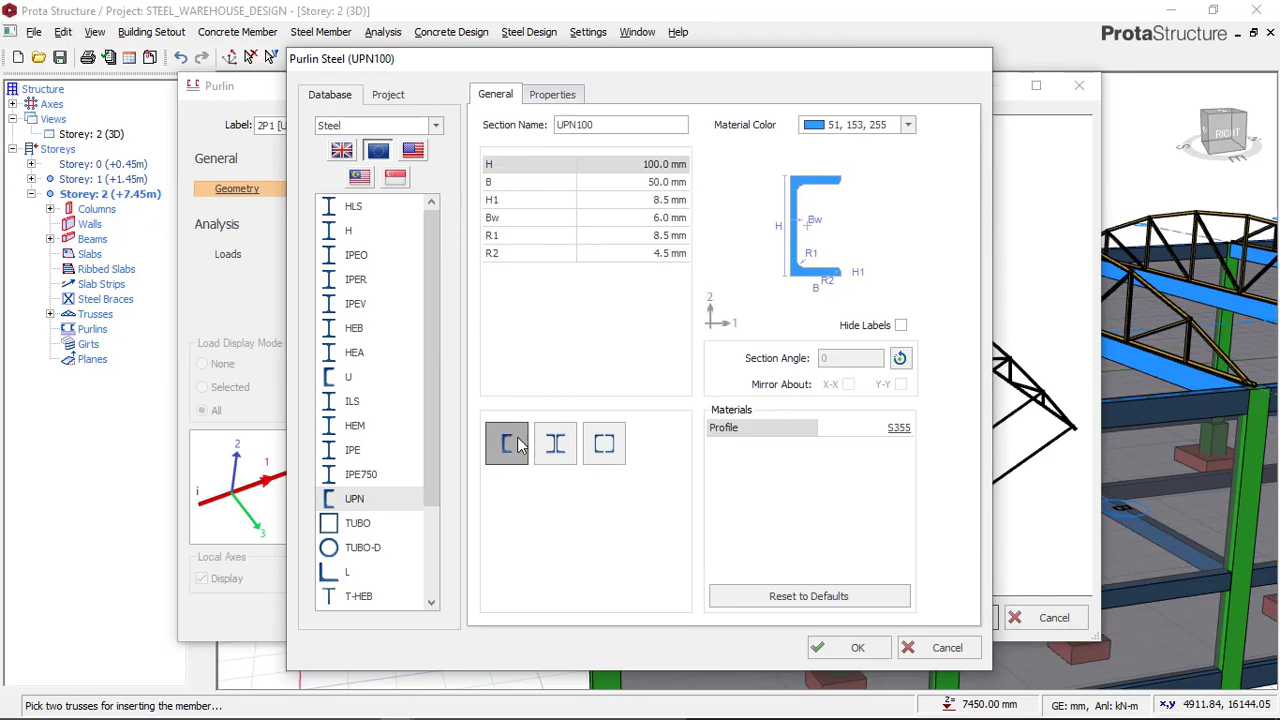 Prota Structure / Project: STEEL_WAREHOUSE_DESIGN - [Storey: 2 (3D)]
File Edit View Building Setout Concrete Member Steel Member Analysis Concrete Design Steel Design Settings Window Help
ProtaStructure
Structure
Axes
Views
Storey: 2 (3D)
Storeys
Storey: 0 (+0.45m)
Storey: 1 (+1.45m)
Storey: 2 (+7.45m)
Columns
Walls
Beams
Slabs
Ribbed Slabs
Slab Strips
Steel Braces
Trusses
Purlins
Girts
Planes
Purlin
Label: 2P1 [U
General
Geometry
Analysis
Loads
Load Display Mode
None
Selected
All
2
1
i
3
Local Axes
Display
Purlin Steel (UPN100)
Database Project
Steel
HLS
H
IPEO
IPER
IPEV
HEB
HEA
U
ILS
HEM
IPE
IPE750
UPN
TUBO
TUBO-D
L
T-HEB
General Properties
Section Name: UPN100
Material Color 51, 153, 255
H 100.0 mm
B 50.0 mm
H1 8.5 mm
Bw 6.0 mm
R1 8.5 mm
R2 4.5 mm
H
Bw
R1
R2
H1
B
2
1
Hide Labels
Section Angle: 0
Mirror About: X-X Y-Y
Materials
Profile S355
Reset to Defaults
OK Cancel
Cancel
RIGHT
Pick two trusses for inserting the member...
Z= 7450.00 mm
GE: mm, Anl: kN-m
x,y 4911.84, 16144.05